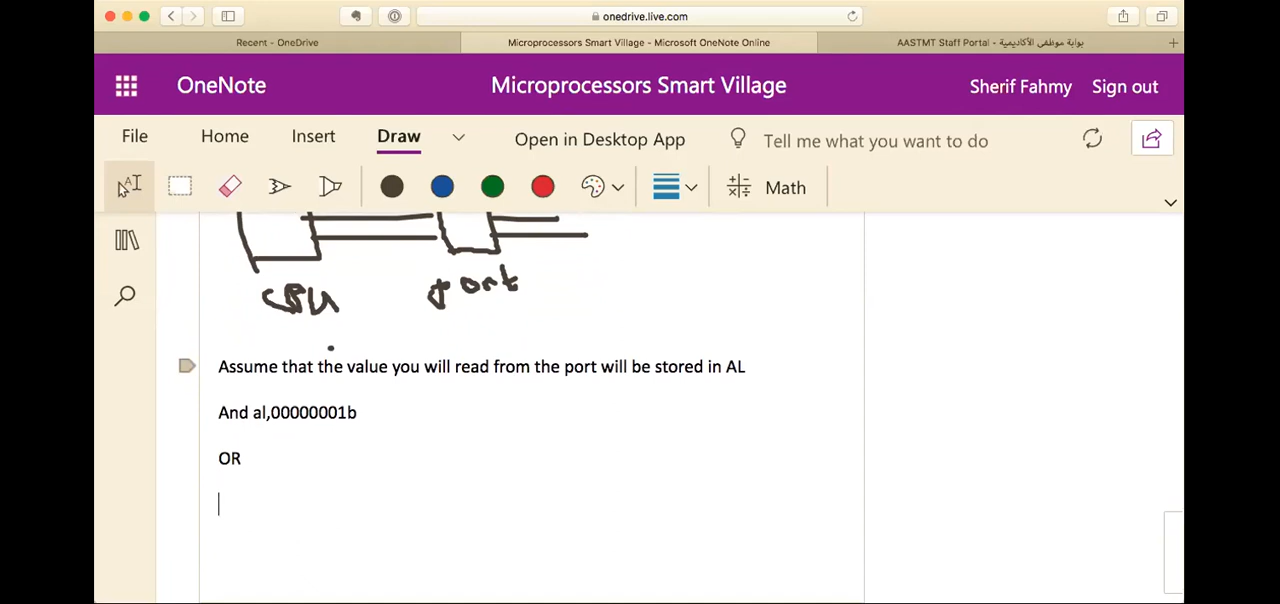 onedrive.live.com
Recent - OneDrive
Microprocessors Smart Village - Microsoft OneNote Online
بوابة موظفى الأكاديمية - AASTMT Staff Portal
OneNote
Microprocessors Smart Village
Sherif Fahmy
Sign out
File
Home
Insert
Draw
Open in Desktop App
Tell me what you want to do
Math
CPU
port
Assume that the value you will read from the port will be stored in AL
And al,00000001b
OR